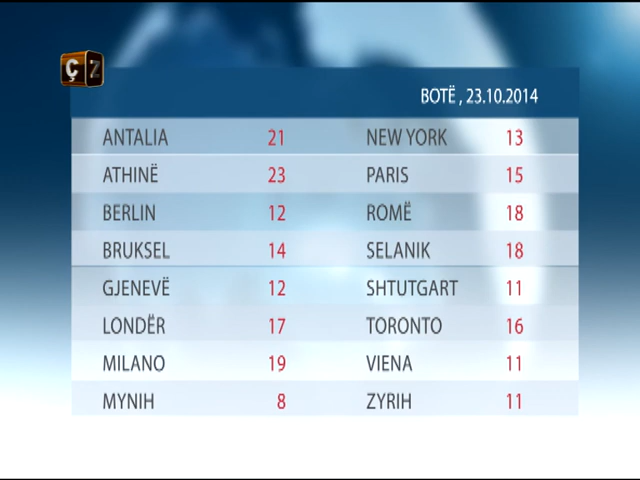 ÇZ
BOTË , 23.10.2014
ANTALIA 21 NEW YORK 13
ATHINË 23 PARIS 15
BERLIN 12 ROMË 18
BRUKSEL 14 SELANIK 18
GJENEVË 12 SHTUTGART 11
LONDËR 17 TORONTO 16
MILANO 19 VIENA 11
MYNIH 8 ZYRIH 11